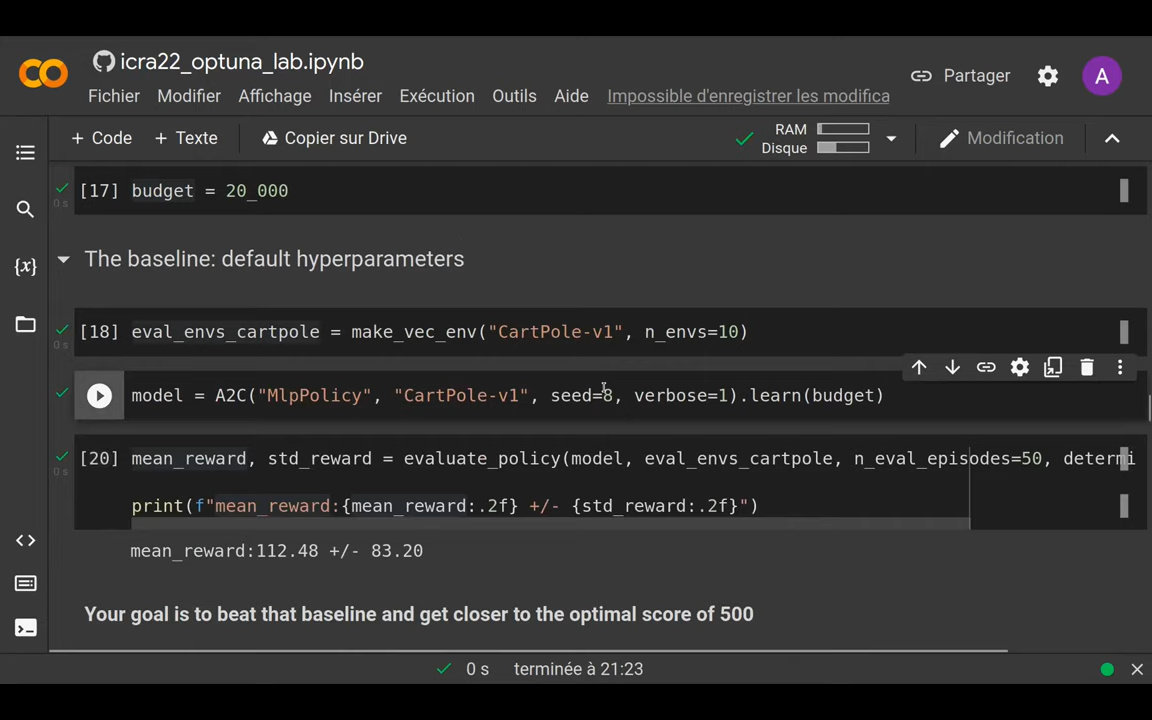 icra22_optuna_lab.ipynb
Partager
A
Fichier Modifier Affichage Insérer Exécution Outils Aide Impossible d'enregistrer les modifica
+ Code + Texte Copier sur Drive
RAM
Disque
Modification
[17] budget = 20_000
0 s
The baseline: default hyperparameters
{x}
[18] eval_envs_cartpole = make_vec_env("CartPole-v1", n_envs=10)
0 s
model = A2C("MlpPolicy", "CartPole-v1", seed=8, verbose=1).learn(budget)
[20] mean_reward, std_reward = evaluate_policy(model, eval_envs_cartpole, n_eval_episodes=50, determi
0 s
print(f"mean_reward:{mean_reward:.2f} +/- {std_reward:.2f}")
mean_reward:112.48 +/- 83.20
Your goal is to beat that baseline and get closer to the optimal score of 500
0 s terminée à 21:23